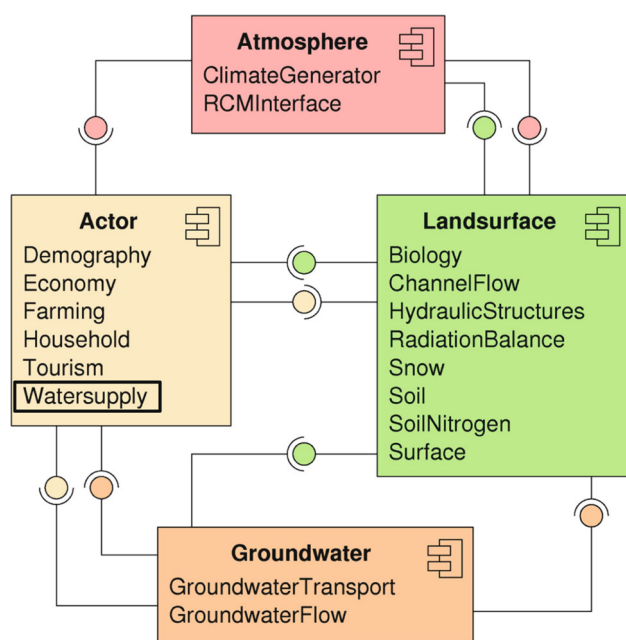 Atmosphere
ClimateGenerator
RCMInterface
Actor
Demography
Economy
Farming
Household
Tourism
Watersupply
Landsurface
Biology
ChannelFlow
HydraulicStructures
RadiationBalance
Snow
Soil
SoilNitrogen
Surface
Groundwater
GroundwaterTransport
GroundwaterFlow